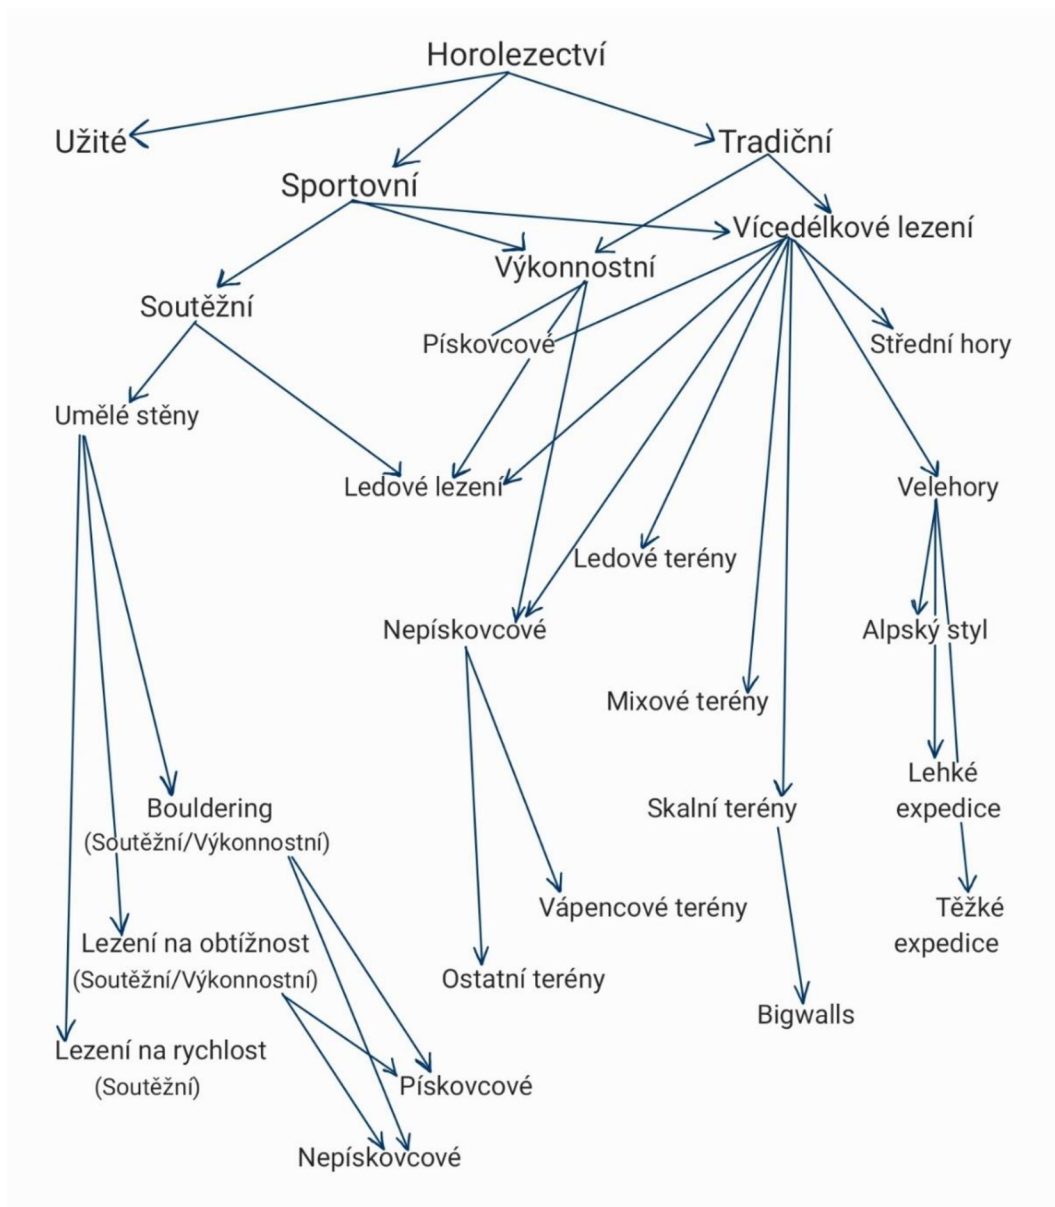 Horolezectví
Užité
Tradiční
Sportovní
Vícedélkové lezení
Výkonnostní
Soutěžní
Pískovcové
Střední hory
Umělé stěny
Ledové lezení
Velehory
Ledové terény
Nepískovcové
Alpský styl
Mixové terény
Lehké
expedice
Skalní terény
Bouldering
(Soutěžní/Výkonnostní)
Vápencové terény
Těžké
expedice
Lezení na obtížnost
(Soutěžní/Výkonnostní)
Ostatní terény
Bigwalls
Lezení na rychlost
(Soutěžní)
Pískovcové
Nepískovcové